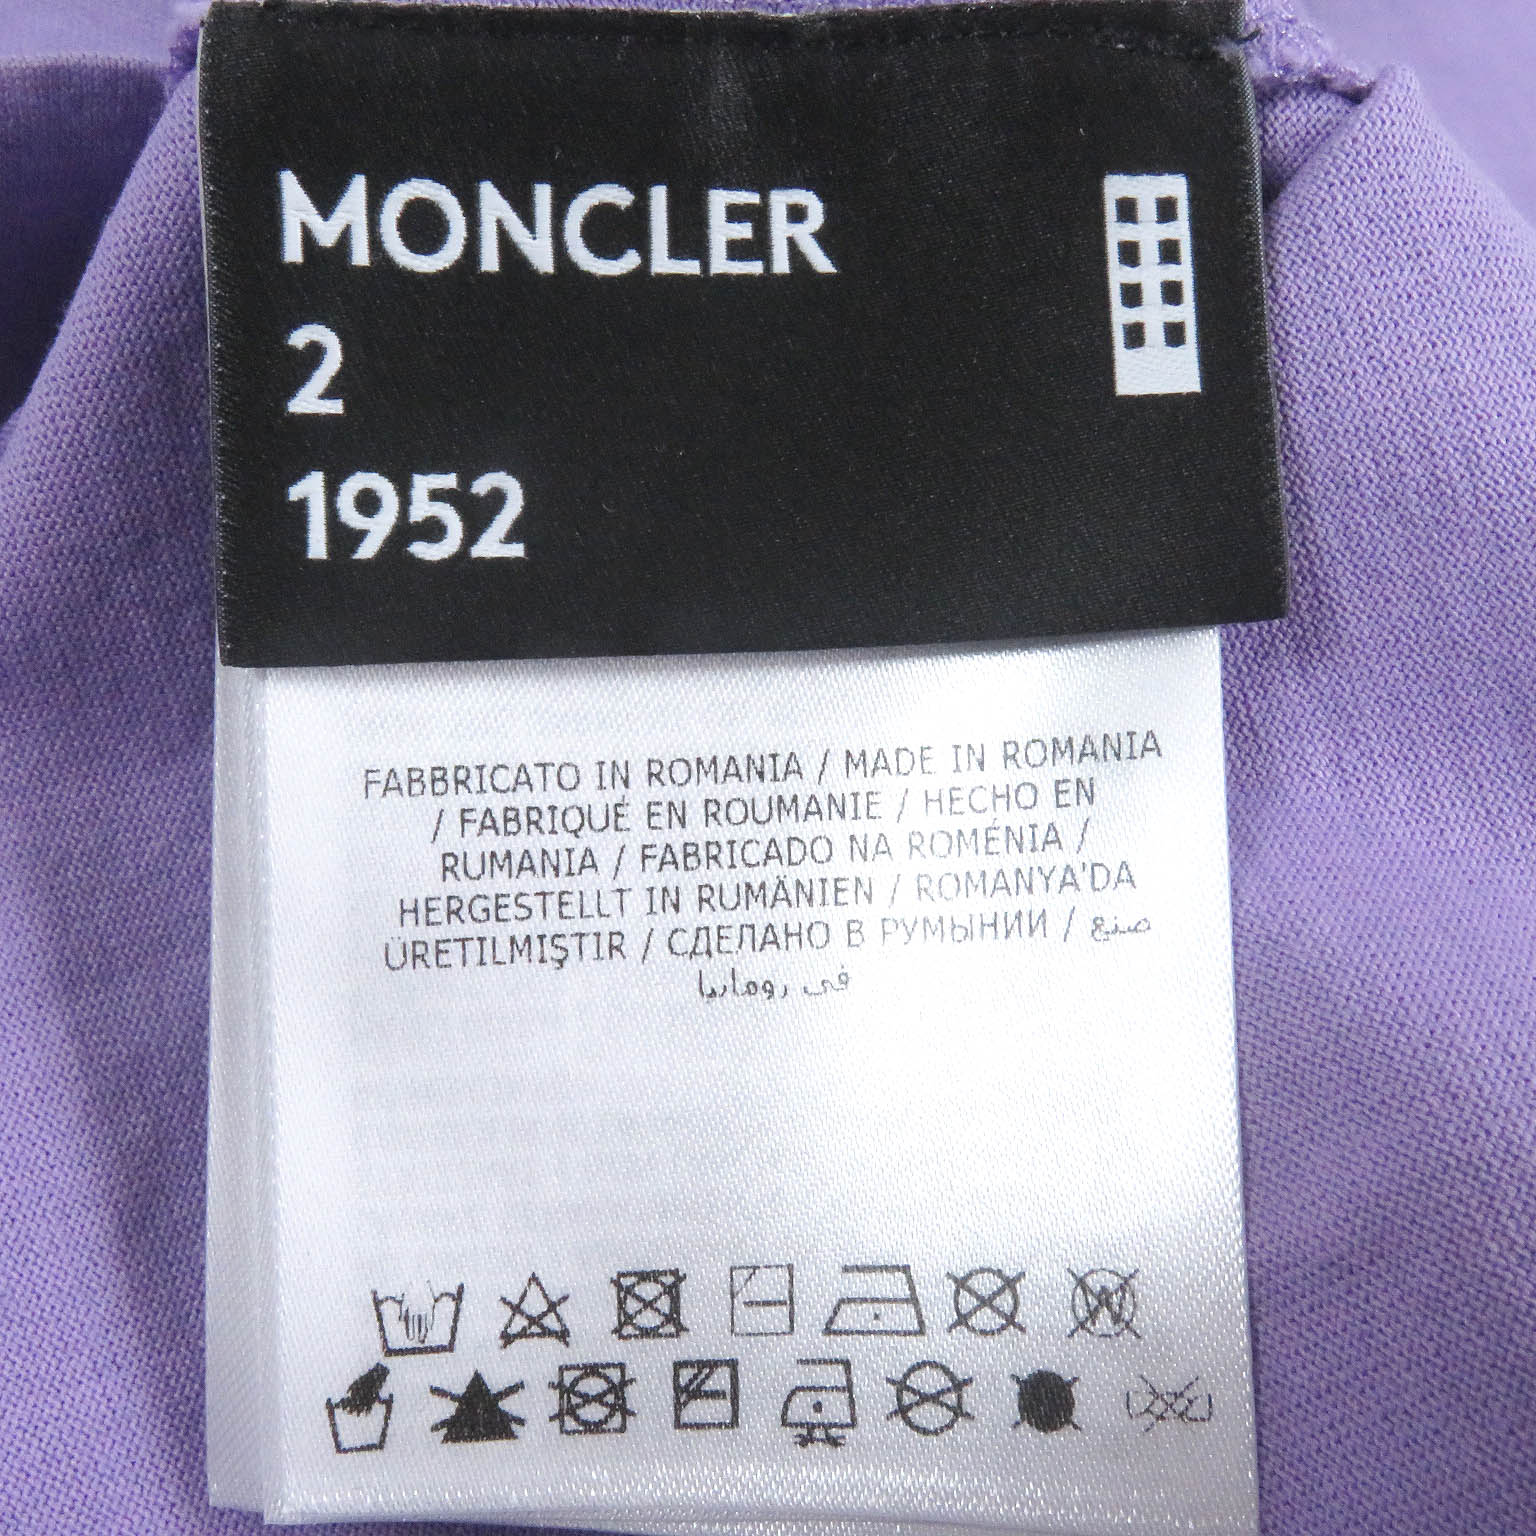 MONCLER
2
1952
FABBRICATO IN ROMANIA / MADE IN ROMANIA
/ FABRIQUÉ EN ROUMANIE / HECHO EN
RUMANIA / FABRICADO NA ROMÉNIA /
HERGESTELLT IN RUMÄNIEN / ROMANYA'DA
ÜRETILMIŞTIR / СДЕЛАНО В РУМЫНИИ / صنع
في رومانيا